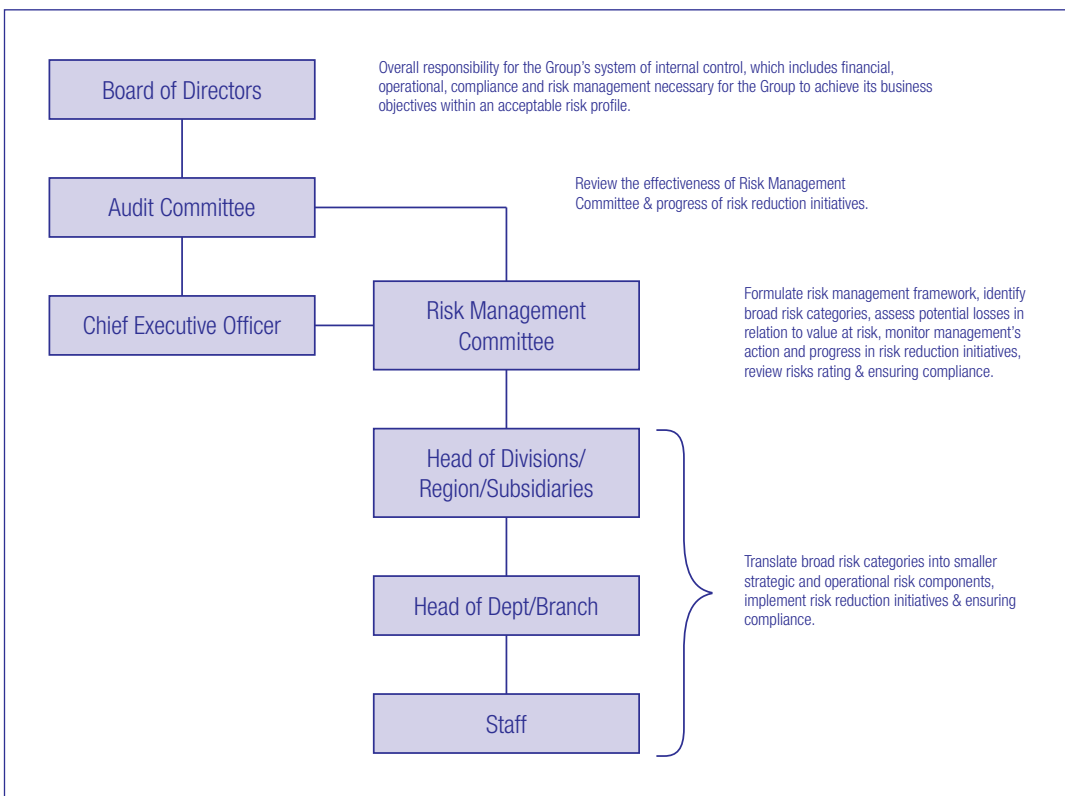 Board of Directors
Overall responsibility for the Group's system of internal control, which includes financial,
operational, compliance and risk management necessary for the Group to achieve its business
objectives within an acceptable risk profile.
Audit Committee
Review the effectiveness of Risk Management
Committee & progress of risk reduction initiatives.
Chief Executive Officer
Risk Management
Committee
Formulate risk management framework, identify
broad risk categories, assess potential losses in
relation to value at risk, monitor management's
action and progress in risk reduction initiatives,
review risks rating & ensuring compliance.
Head of Divisions/
Region/Subsidiaries
Head of Dept/Branch
Staff
Translate broad risk categories into smaller
strategic and operational risk components,
implement risk reduction initiatives & ensuring
compliance.